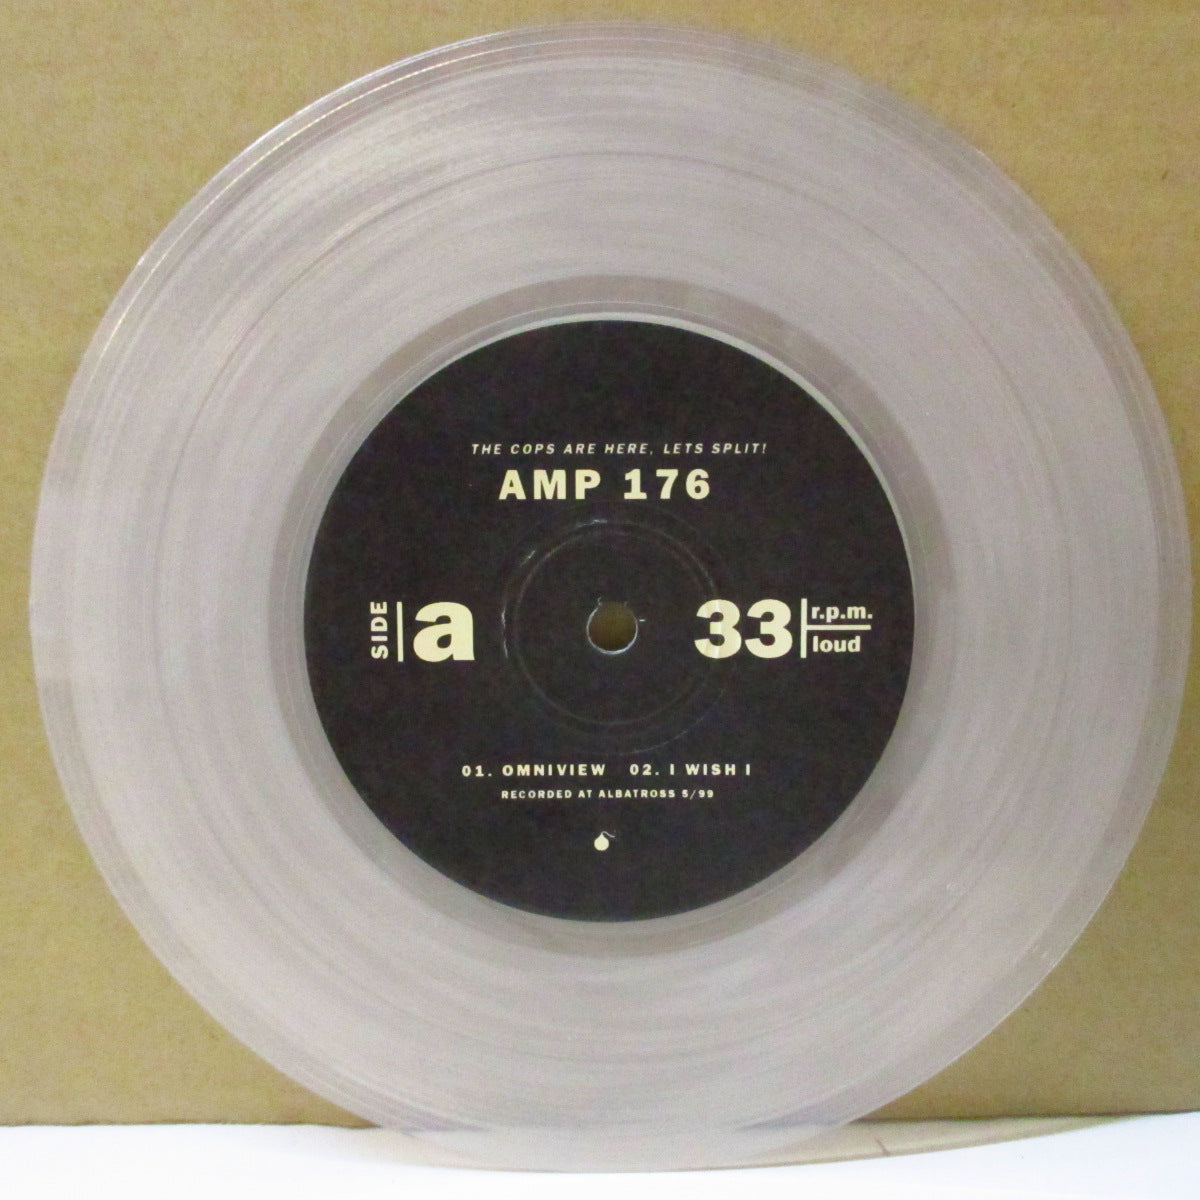 THE COPS ARE HERE, LETS SPLIT!
AMP 176
SIDE a
33 r.p.m.
loud
01. OMNIVIEW 02. I WISH I
RECORDED AT ALBATROSS 5/99